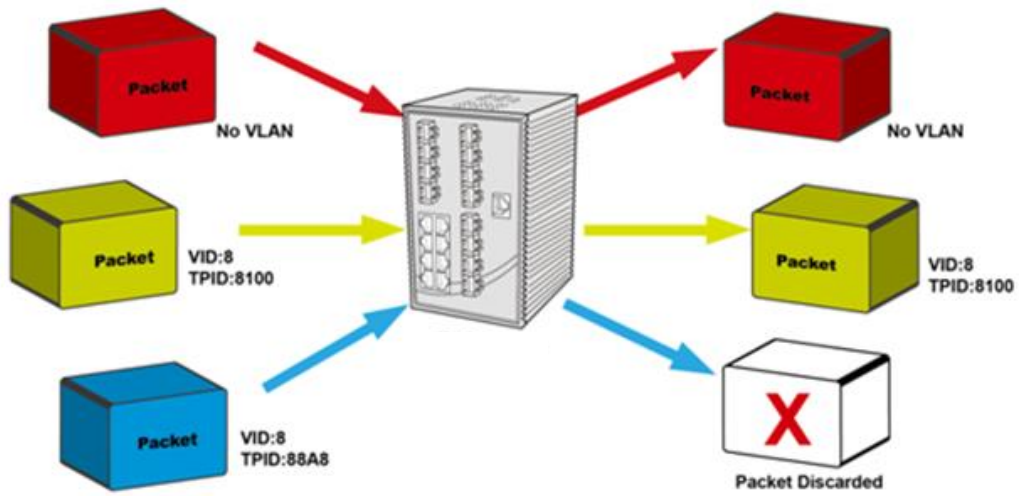 Packet
No VLAN
Packet
No VLAN
Packet
VID:8
TPID:8100
Packet
VID:8
TPID:8100
Packet
VID:8
TPID:88A8
X
Packet Discarded